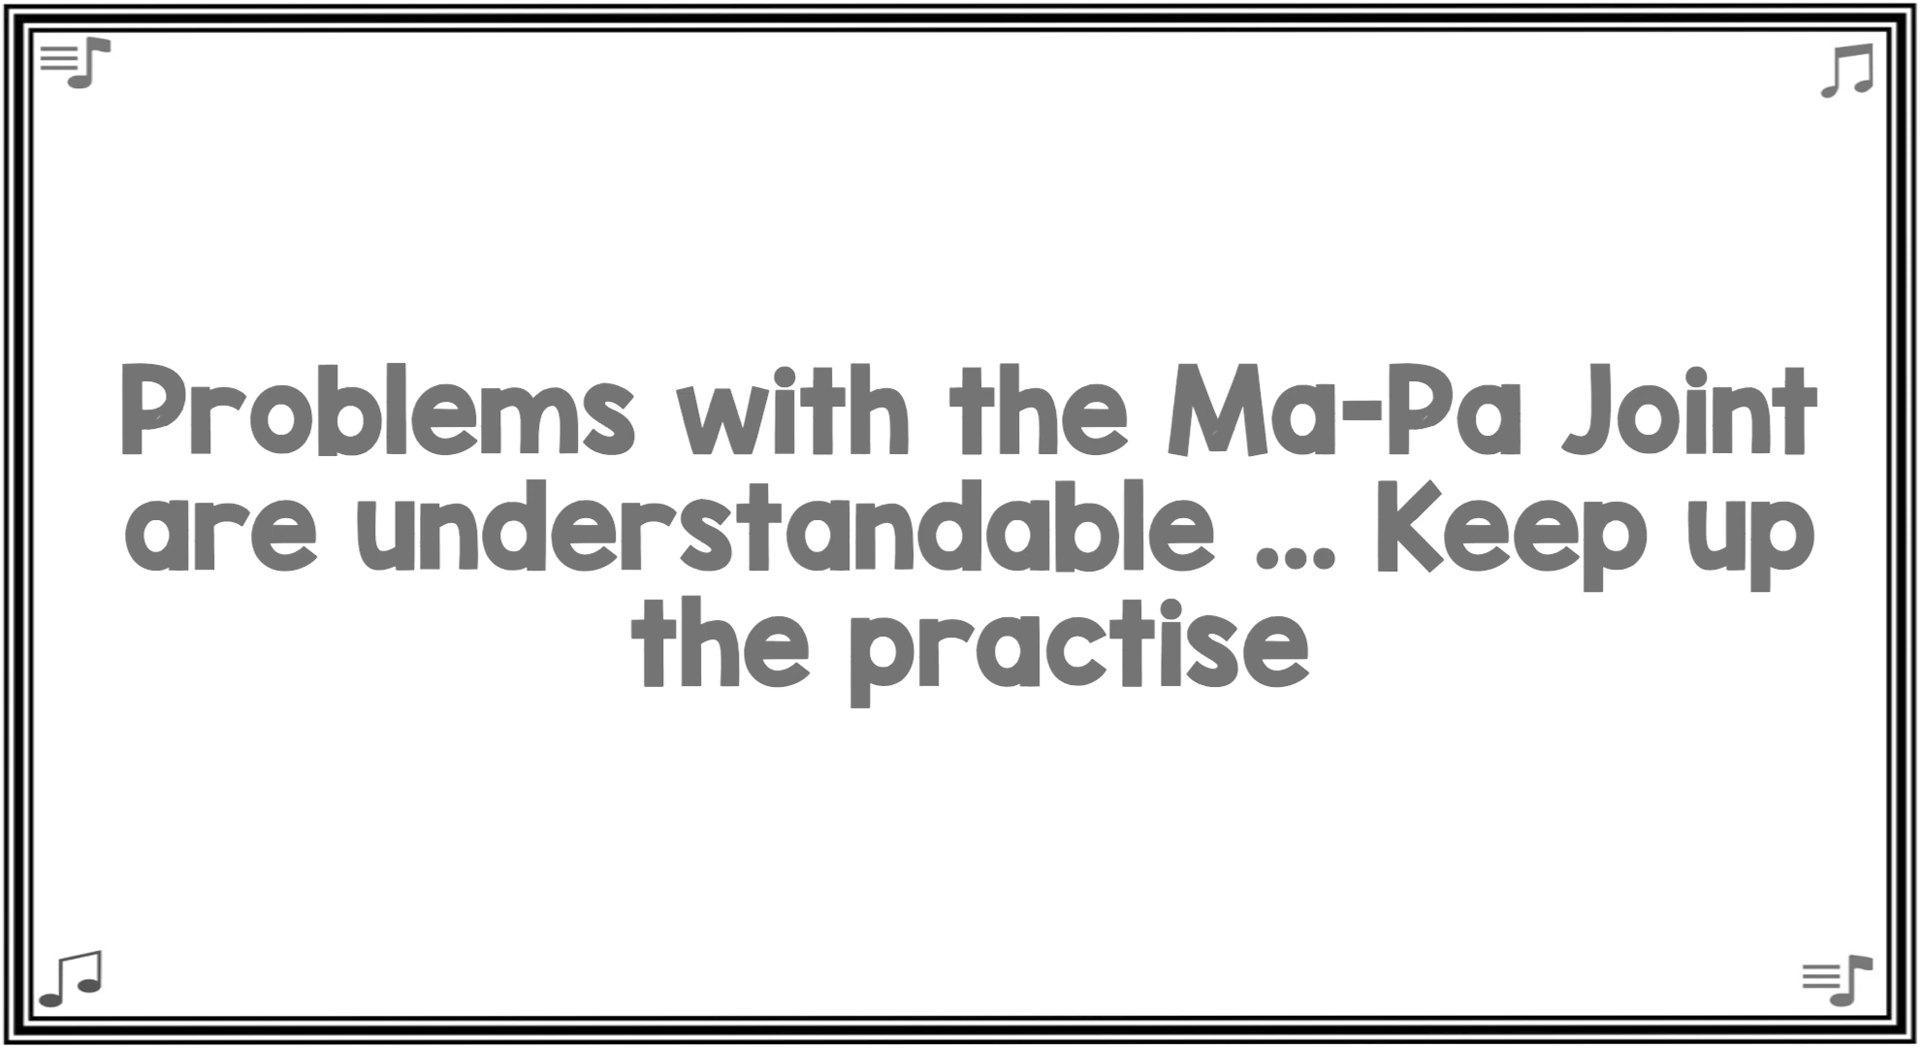 Problems with the Ma-Pa Joint
are understandable ... Keep up
the practise